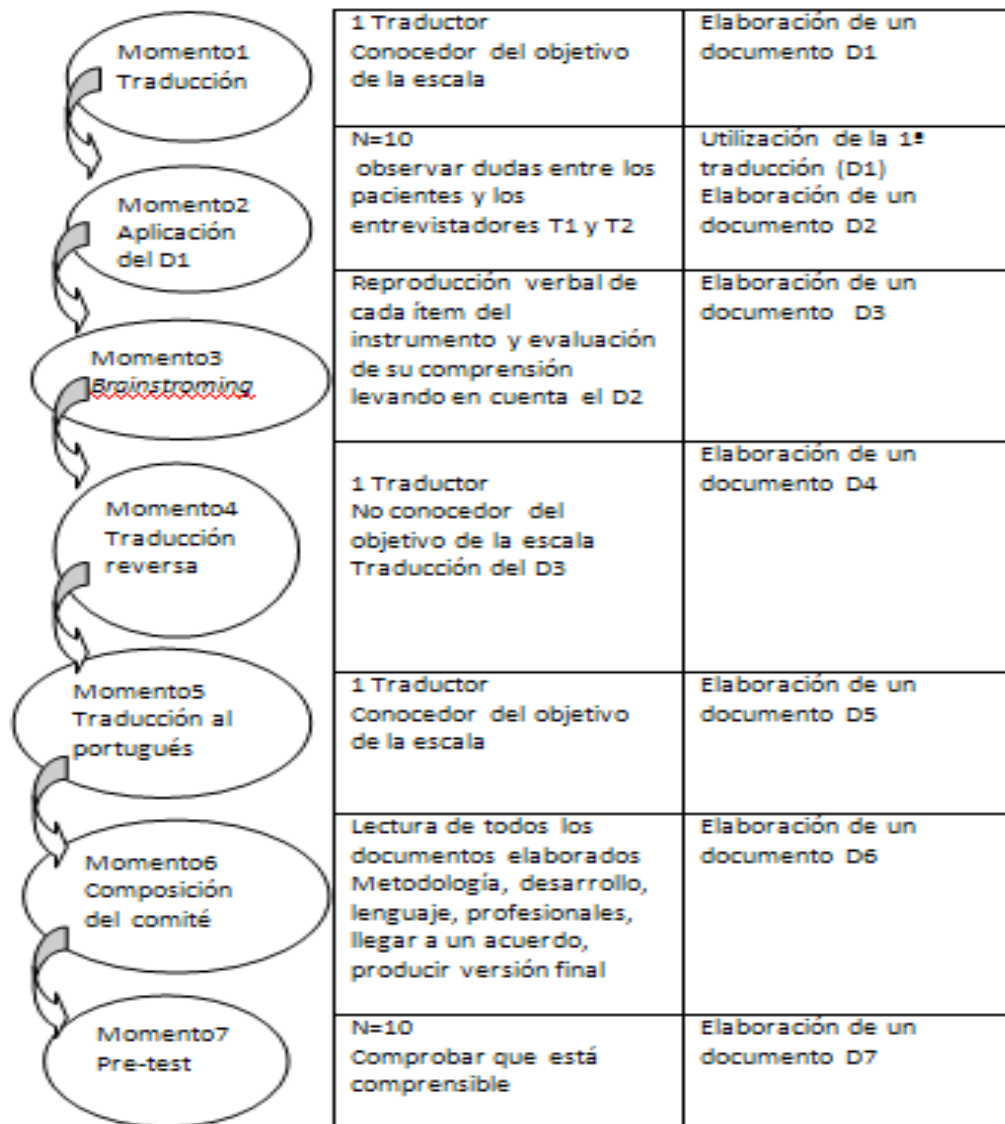 Momento1
Traducción
1 Traductor
Conocedor del objetivo
de la escala
Elaboración de un
documento D1
Momento2
Aplicación
del D1
N=10
observar dudas entre los
pacientes y los
entrevistadores T1 y T2
Utilización de la 1ª
traducción (D1)
Elaboración de un
documento D2
Momento3
Brainstroming
Reproducción verbal de
cada ítem del
instrumento y evaluación
de su comprensión
levando en cuenta el D2
Elaboración de un
documento D3
Momento4
Traducción
reversa
1 Traductor
No conocedor del
objetivo de la escala
Traducción del D3
Elaboración de un
documento D4
Momento5
Traducción al
portugués
1 Traductor
Conocedor del objetivo
de la escala
Elaboración de un
documento D5
Momento6
Composición
del comité
Lectura de todos los
documentos elaborados
Metodología, desarrollo,
lenguaje, profesionales,
llegar a un acuerdo,
producir versión final
Elaboración de un
documento D6
Momento7
Pre-test
N=10
Comprobar que está
comprensible
Elaboración de un
documento D7